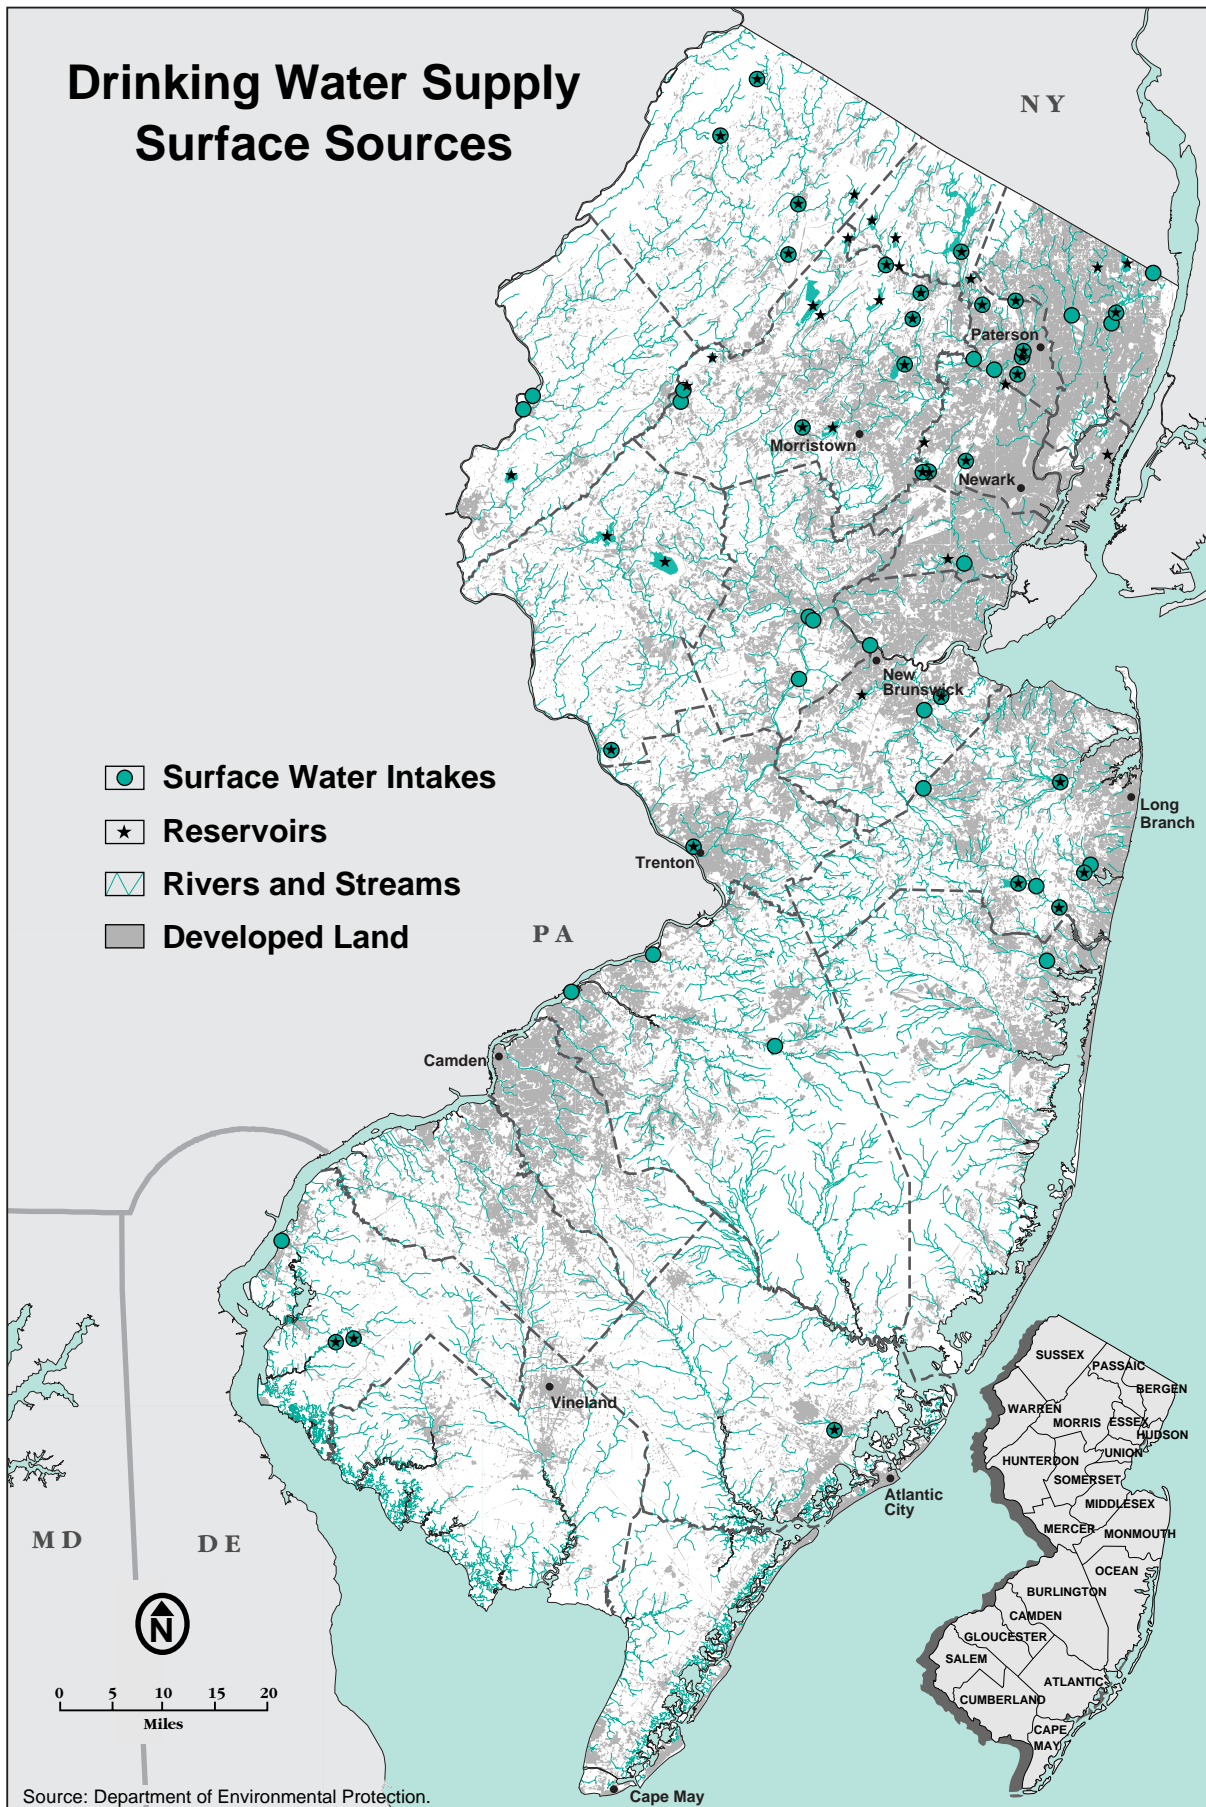 Drinking Water Supply
Surface Sources
NY
Paterson
Morristown
Newark
New
Brunswick
Surface Water Intakes
Reservoirs
Rivers and Streams
Developed Land
Long
Branch
Trenton
PA
Camden
Vineland
Atlantic
City
MD
DE
N
0 5 10 15 20
Miles
Cape May
SUSSEX
PASSAIC
BERGEN
WARREN
MORRIS
ESSEX
HUDSON
UNION
HUNTERDON
SOMERSET
MIDDLESEX
MERCER
MONMOUTH
OCEAN
BURLINGTON
CAMDEN
GLOUCESTER
SALEM
ATLANTIC
CUMBERLAND
CAPE
MAY
Source: Department of Environmental Protection.